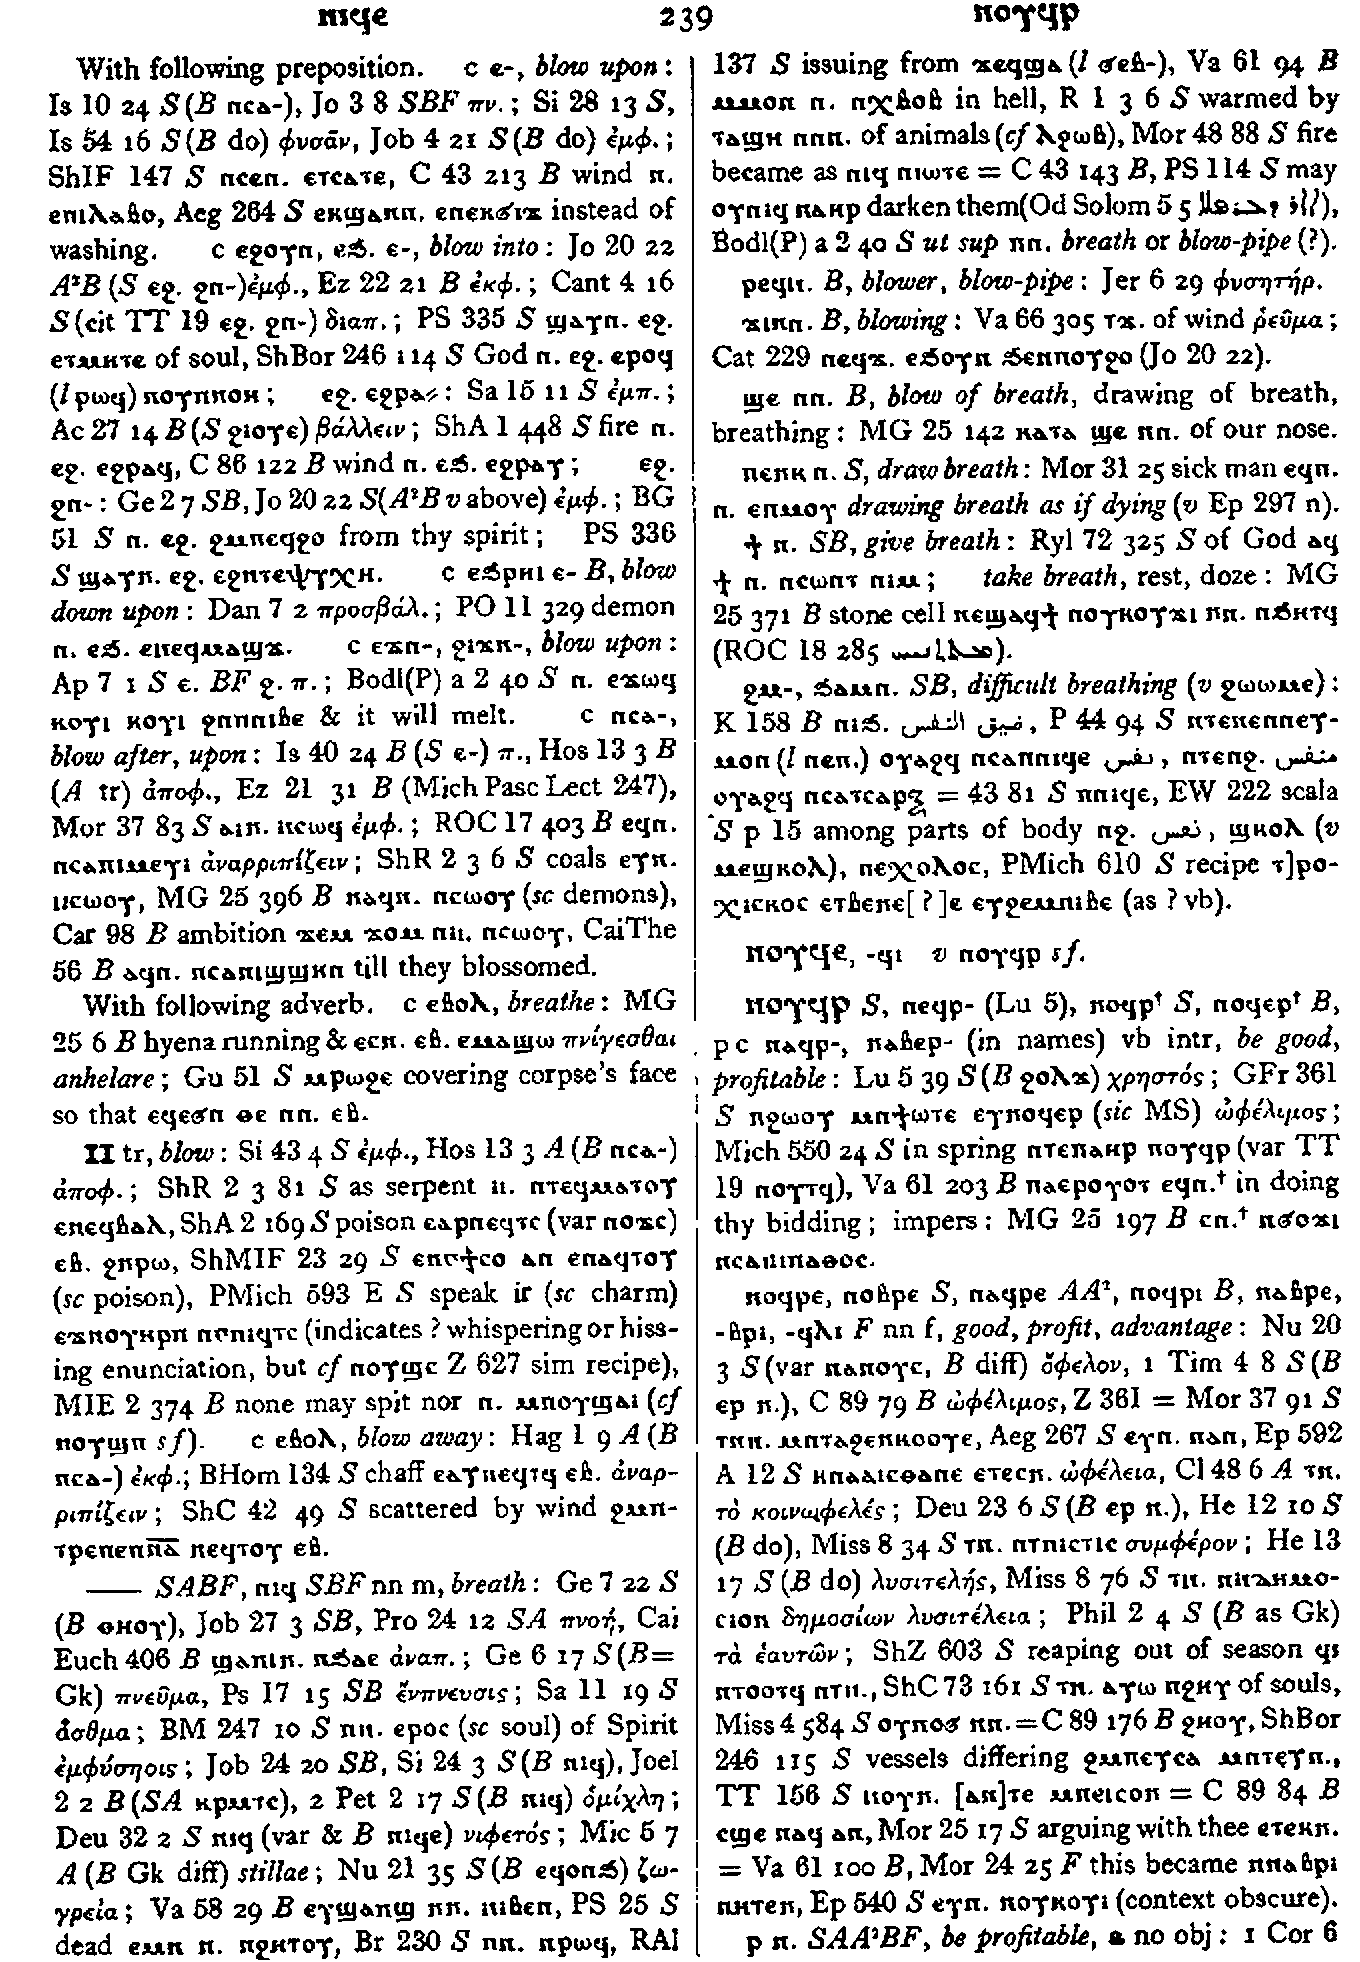 ⲛⲓϥⲉ 239 ⲛⲟⲩϥⲣ
With following preposition. c ⲉ-, blow upon:
Is 10 24 S (B ⲛⲥⲁ-), Jo 3 8 SBF πν.; Si 28 13 S,
Is 54 16 S (B do) φυσᾶν, Job 4 21 S (B do) ἐμφ.;
ShIF 147 S ⲛⲥⲉⲛ. ⲉⲧⲥⲁⲧⲉ, C 43 213 B wind ⲛ.
ⲉⲡⲓⲗⲁⲃⲟ, Aeg 264 S ⲉⲕϣⲁⲛⲛ. ⲉⲛⲉⲕϭⲓϫ instead of
washing. c ⲉϩⲟⲩⲛ, ⲉϧ. ⲉ-, blow into: Jo 20 22
A²B (S ⲉϩ. ϩⲛ-) ἐμφ., Ez 22 21 B ἐκφ.; Cant 4 16
S (cit TT 19 ⲉϩ. ϩⲛ-) διαπ.; PS 335 S ϣⲁⲩⲛ. ⲉϩ.
ⲉⲧⲙⲏⲧⲉ of soul, ShBor 246 114 S God ⲛ. ⲉϩ. ⲉⲣⲟϥ
(l ⲣⲱϥ) ⲛⲟⲩⲡⲛⲟⲏ; ⲉϩ. ⲉϩⲣⲁ⸗: Sa 15 11 S ἐμπ.;
Ac 27 14 B (S ϩⲓⲟⲩⲉ) βάλλειν; ShA 1 448 S fire ⲛ.
ⲉϩ. ⲉϩⲣⲁϥ, C 86 122 B wind ⲛ. ⲉϧ. ⲉϩⲣⲁⲩ; ⲉϩ.
ϩⲛ-: Ge 2 7 SB, Jo 20 22 S (A²B v above) ἐμφ.; BG
51 S ⲛ. ⲉϩ. ϩⲙⲡⲉϥϩⲟ from thy spirit; PS 336
S ϣⲁⲩⲛ. ⲉϩ. ⲉϩⲛⲧⲉⲯⲩⲭⲏ. c ⲉϧⲣⲏⲓ ⲉ- B, blow
down upon: Dan 7 2 προσβάλ.; PO 11 329 demon
ⲛ. ⲉϧ. ⲉⲛⲉϥⲙⲁϣϫ. c ⲉϫⲛ-, ϩⲓϫⲛ-, blow upon:
Ap 7 1 S ⲉ. BF ϩ. π.; Bodl(P) a 2 40 S ⲛ. ⲉϫⲱϥ
ⲕⲟⲩⲓ ⲕⲟⲩⲓ ϩⲛⲛⲛⲓⲃⲉ & it will melt. c ⲛⲥⲁ-,
blow after, upon: Is 40 24 B (S ⲉ-) π., Hos 13 3 B
(A tr) ἀποφ., Ez 21 31 B (Mich Pasc Lect 247),
Mor 37 83 S ⲁⲓⲛ. ⲛⲥⲱϥ ἐμφ.; ROC 17 403 B ⲉϥⲛ.
ⲛⲥⲁⲛⲓⲙⲉⲩⲓ ἀναρριπίζειν; ShR 2 3 6 S coals ⲉⲩⲛ.
ⲛⲥⲱⲟⲩ, MG 25 396 B ⲛⲁϥⲛ. ⲛⲥⲱⲟⲩ (sc demons),
Car 98 B ambition ϫⲉⲙ ϫⲟⲙ ⲛⲛ. ⲛⲥⲱⲟⲩ, CaiThe
56 B ⲁϥⲛ. ⲛⲥⲁⲛⲓϣϣⲏⲛ till they blossomed.
With following adverb. c ⲉⲃⲟⲗ, breathe: MG
25 6 B hyena running & ⲉⲥⲛ. ⲉⲃ. ⲉⲙⲁϣⲱ πνίγεσθαι
anhelare; Gu 51 S ⲙⲣⲱϩⲉ covering corpse's face
so that ⲉϥⲉϭⲛ ⲑⲉ ⲛⲛ. ⲉⲃ.
II tr, blow: Si 43 4 S ἐμφ., Hos 13 3 A (B ⲛⲥⲁ-)
ἀποφ.; ShR 2 3 81 S as serpent ⲛ. ⲛⲧⲉϥⲙⲁⲧⲟⲩ
ⲉⲛⲉϥⲃⲁⲗ, ShA 2 169 S poison ⲉⲁⲣⲛⲉϥⲧⲥ (var ⲛⲟϫⲥ)
ⲉⲃ. ϩⲛⲣⲱ, ShMIF 23 29 S ⲉⲛⲥϯⲥⲟ ⲁⲛ ⲉⲛⲁϥⲧⲟⲩ
(sc poison), PMich 593 E S speak ir (sc charm)
ⲉϫⲛⲟⲩⲏⲣⲡ ⲛⲅⲛⲓϥⲧⲥ (indicates ? whispering or hiss-
ing enunciation, but cf ⲛⲟⲩϣⲥ Z 627 sim recipe),
MIE 2 374 B none may spit nor ⲛ. ⲙⲡⲟⲩϣⲁⲓ (cf
ⲛⲟⲩϣⲡ sf). c ⲉⲃⲟⲗ, blow away: Hag 1 9 A (B
ⲛⲥⲁ-) ἐκφ.; BHom 134 S chaff ⲉⲁⲩⲛⲉϥⲧϥ ⲉⲃ. ἀναρ-
ριπίζειν; ShC 42 49 S scattered by wind ϩⲙⲡ-
ⲧⲣⲉⲡⲉⲡⲛ̅ⲁ̅ ⲛⲉϥⲧⲟⲩ ⲉⲃ.
—— SABF, ⲛⲓϥ SBF nn m, breath: Ge 7 22 S
(B ⲑⲏⲟⲩ), Job 27 3 SB, Pro 24 12 SA πνοή, Cai
Euch 406 B ϣⲁⲡⲓⲛ. ⲛϧⲁⲉ ἀναπ.; Ge 6 17 S (B=
Gk) πνεῦμα, Ps 17 15 SB ἔνπνευσις; Sa 11 19 S
ἆσθμα; BM 247 10 S ⲛⲛ. ⲉⲣⲟⲥ (sc soul) of Spirit
ἐμφύσησις; Job 24 20 SB, Si 24 3 S (B ⲛⲓϥ), Joel
2 2 B (SA ⲕⲣⲙⲧⲥ), 2 Pet 2 17 S (B ⲛⲓϥ) ὁμίχλη;
Deu 32 2 S ⲛⲓϥ (var & B ⲛⲓϥⲉ) νιφετός; Mic 5 7
A (B Gk diff) stillae; Nu 21 35 S (B ⲉϥⲟⲛϧ) ζω-
γρεία; Va 58 29 B ⲉⲩϣⲁⲛϣ ⲛⲛ. ⲛⲓⲃⲉⲛ, PS 25 S
dead ⲉⲙⲛ ⲛ. ⲛϩⲏⲧⲟⲩ, Br 230 S ⲛⲛ. ⲛⲣⲱϥ, RAl
137 S issuing from ϫⲉϥϣⲁ (l ϭⲉⲃ-), Va 61 94 B
ⲙⲙⲟⲛ ⲛ. ⲛⲭⲃⲟⲃ in hell, R 1 3 6 S warmed by
ⲧⲁϣⲏ ⲛⲛⲛ. of animals (cf ⲗϩⲱⲃ), Mor 48 88 S fire
became as ⲛⲓϥ ⲛⲓⲱⲧⲉ = C 43 143 B, PS 114 S may
ⲟⲩⲛⲓϥ ⲛⲁⲏⲣ darken them (Od Solom 5 5), 
Bodl(P) a 2 40 S ut sup ⲛⲛ. breath or blow-pipe (?).
ⲣⲉϥⲛ. B, blower, blow-pipe: Jer 6 29 φυσητήρ.
ϫⲓⲛⲛ. B, blowing: Va 66 305 ⲧϫ. of wind ῥεῦμα;
Cat 229 ⲡⲉϥϫ. ⲉϧⲟⲩⲛ ϧⲉⲛⲡⲟⲩϩⲟ (Jo 20 22).
ϣⲉ ⲛⲛ. B, blow of breath, drawing of breath,
breathing: MG 25 142 ⲕⲁⲧⲁ ϣⲉ ⲛⲛ. of our nose.
ⲡⲉⲛⲕ ⲛ. S, draw breath: Mor 31 25 sick man ⲉϥⲡ.
ⲛ. ⲉⲡⲙⲟⲩ drawing breath as if dying (v Ep 297 n).
ϯ ⲛ. SB, give breath: Ryl 72 325 S of God ⲁϥ
ϯ ⲛ. ⲛⲥⲱⲛⲧ ⲛⲓⲙ; take breath, rest, doze: MG
25 371 B stone cell ⲛⲉϣⲁϥϯ ⲛⲟⲩⲕⲟⲩϫⲓ ⲛⲛ. ⲛϧⲏⲧϥ
(ROC 18 285).
ϩⲙ-, ϧⲁⲙⲛ. SB, difficult breathing (v ϩⲱⲱⲙⲉ):
K 158 B ⲡⲓϧ. ضيق النفس, P 44 94 S ⲛⲧⲉⲛⲉⲡⲛⲉⲩ-
ⲙⲟⲛ (l ⲡⲉⲛ.) ⲟⲩⲁϩϥ ⲛⲥⲁⲡⲛⲓϥⲉ نفس, ⲛⲧⲉⲡϩ. متنفس
ⲟⲩⲁϩϥ ⲛⲥⲁⲧⲥⲁⲣⲝ = 43 81 S ⲛⲛⲓϥⲉ, EW 222 scala
S p 15 among parts of body ⲡϩ. نفس, ϣⲕⲟⲗ (v
ⲙⲉϣⲕⲟⲗ), ⲡⲉⲭⲟⲗⲟⲥ, PMich 610 S recipe ⲧ]ⲣⲟ-
ⲭⲓⲥⲕⲟⲥ ⲉⲧⲃⲉⲛⲉ[ ? ]ⲉ ⲉⲩϩⲉⲙⲛⲓⲃⲉ (as ? vb).
ⲛⲟⲩϥⲉ, -ϥⲓ v ⲛⲟⲩϥⲣ sf.
ⲛⲟⲩϥⲣ S, ⲛⲉϥⲣ- (Lu 5), ⲛⲟϥⲣ† S, ⲛⲟϥⲉⲣ† B,
p c ⲛⲁϥⲣ-, ⲛⲁⲃⲉⲣ- (in names) vb intr, be good,
profitable: Lu 5 39 S (B ϩⲟⲗϫ) χρηστός; GFr 361
S ⲛϩⲱⲟⲩ ⲙⲛϯⲱⲧⲉ ⲉⲩⲛⲟϥⲉⲣ (sic MS) ὠφέλιμος;
Mich 550 24 S in spring ⲛⲧⲉⲡⲁⲏⲣ ⲛⲟⲩϥⲣ (var TT
19 ⲛⲟⲩⲧϥ), Va 61 203 B ⲛⲁⲉⲣⲟⲩⲟⲧ ⲉϥⲛ.† in doing
thy bidding; impers: MG 25 197 B ⲥⲛ.† ⲛϭⲟϫⲓ
ⲛⲥⲁⲛⲓⲡⲁⲑⲟⲥ.
ⲛⲟϥⲣⲉ, ⲛⲟⲃⲣⲉ S, ⲛⲁϥⲣⲉ AA², ⲛⲟϥⲣⲓ B, ⲛⲁⲃⲣⲉ,
-ⲃⲣⲓ, -ϥⲗⲓ F nn f, good, profit, advantage: Nu 20
3 S (var ⲛⲁⲛⲟⲩⲥ, B diff) ὄφελον, 1 Tim 4 8 S (B
ⲉⲣ ⲛ.), C 89 79 B ὠφέλιμος, Z 361 = Mor 37 91 S
ⲧⲛⲛ. ⲙⲡⲧⲁϩⲉⲛⲕⲟⲟⲩⲉ, Aeg 267 S ⲉⲩⲛ. ⲛⲁⲛ, Ep 592
A 12 S ⲕⲛⲁⲁⲓⲥⲑⲁⲛⲉ ⲉⲧⲉⲥⲛ. ὠφέλεια, Cl 48 6 A ⲧⲛ.
τὸ κοινωφελές; Deu 23 6 S (B ⲉⲣ ⲛ.), He 12 10 S
(B do), Miss 8 34 S ⲧⲛ. ⲛⲧⲡⲓⲥⲧⲓⲥ συμφέρον; He 13
17 S (B do) λυσιτελής, Miss 8 76 S ⲧⲛ. ⲛⲛⲇⲏⲙⲟ-
ⲥⲓⲟⲛ δημοσίων λυσιτέλεια; Phil 2 4 S (B as Gk)
τὰ ἑαυτῶν; ShZ 603 S reaping out of season ϥⲓ
ⲛⲧⲟⲟⲧϥ ⲛⲧⲛ., ShC 73 161 S ⲧⲛ. ⲁⲩⲱ ⲡϩⲏⲩ of souls,
Miss 4 584 S ⲟⲩⲛⲟϭ ⲛⲛ. = C 89 176 B ϩⲏⲟⲩ, ShBor
246 115 S vessels differing ϩⲙⲡⲉⲩⲥⲁ ⲙⲛⲧⲉⲩⲛ.,
TT 156 S ⲛⲟⲩⲛ. [ⲁⲛ]ⲧⲉ ⲙⲡⲉⲓⲥⲟⲛ = C 89 84 B
ⲥϣⲉ ⲛⲁϥ ⲁⲛ, Mor 25 17 S arguing with thee ⲉⲧⲉⲕⲛ.
= Va 61 100 B, Mor 24 25 F this became ⲛⲛⲁⲃⲣⲓ
ⲛⲏⲧⲉⲛ, Ep 540 S ⲉⲩⲛ. ⲛⲟⲩⲕⲟⲩⲓ (context obscure).
ⲣ ⲛ. SAA²BF, be profitable, a no obj: 1 Cor 6